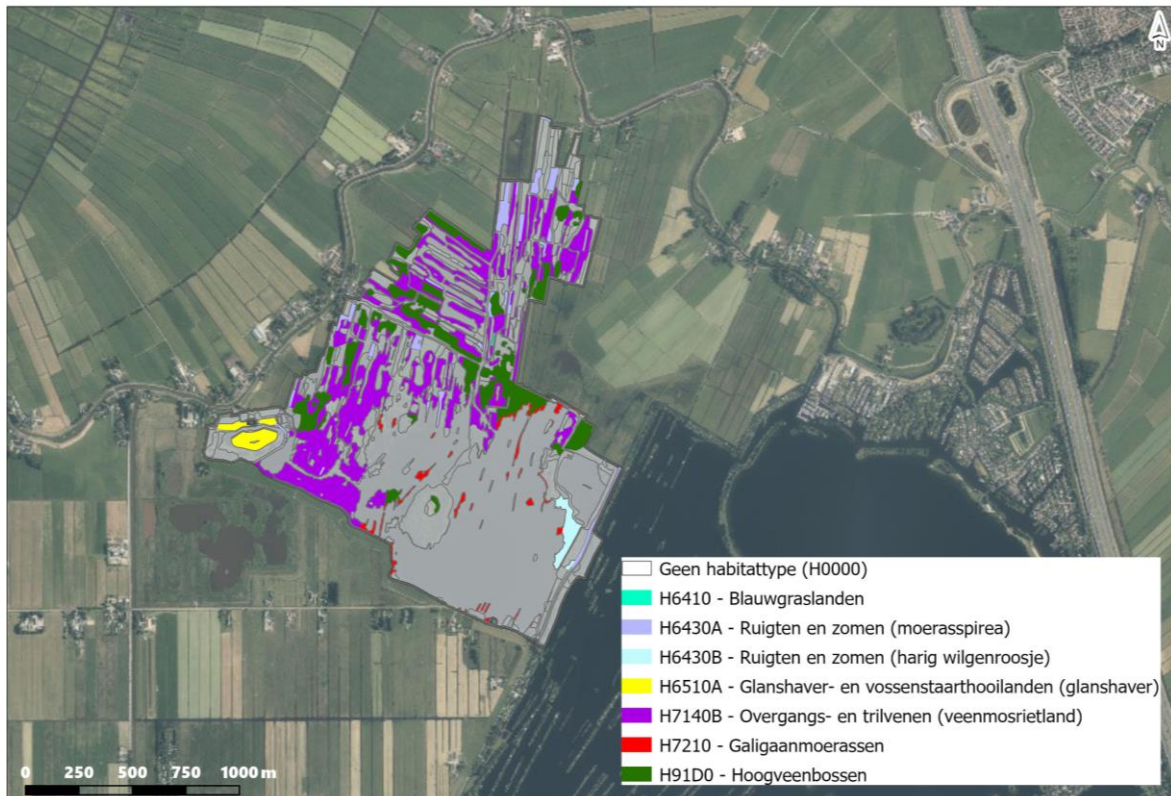 N
Geen habitattype (H0000)
H6410 - Blauwgraslanden
H6430A - Ruigten en zomen (moerasspirea)
H6430B - Ruigten en zomen (harig wilgenroosje)
H6510A - Glanshaver- en vossenstaarthooilanden (glanshaver)
H7140B - Overgangs- en trilvenen (veenmosrietland)
H7210 - Galigaanmoerassen
H91D0 - Hoogveenbossen
0 250 500 750 1000 m